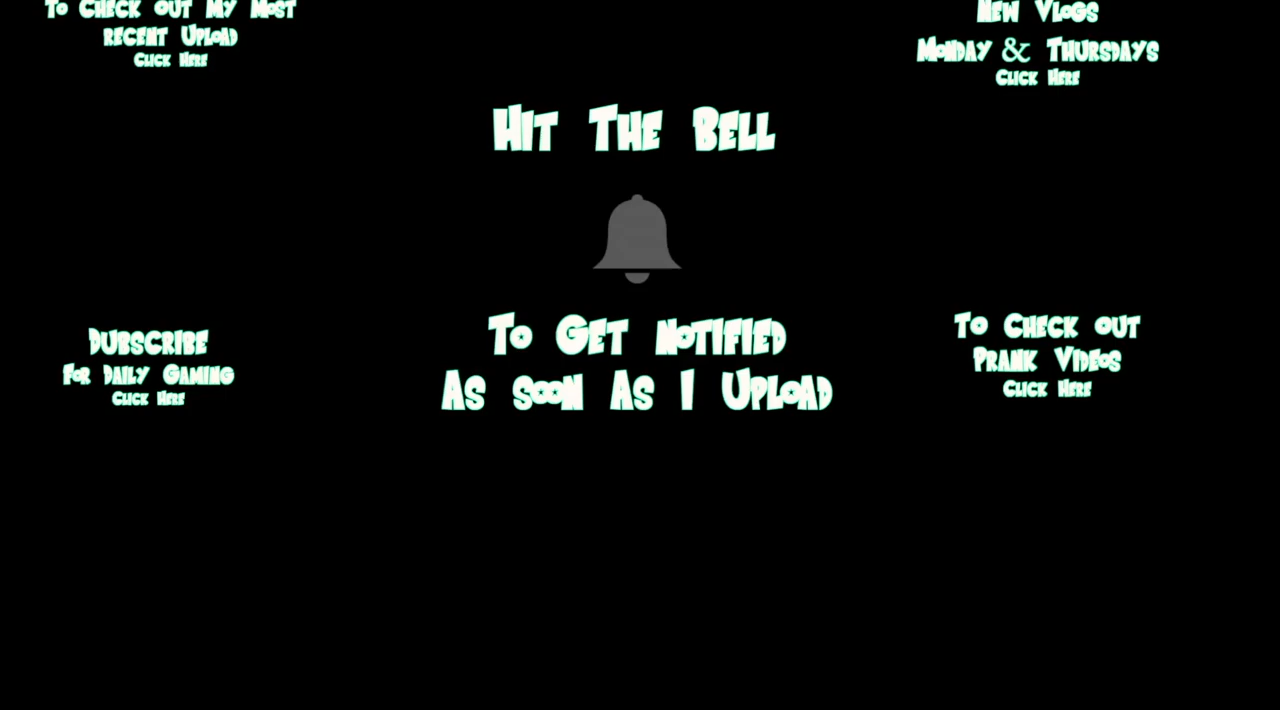 To Check out My Most
recent Upload
Click Here
New Vlogs
Monday & Thursdays
Click Here
Hit The Bell
To Get notified
As soon As I Upload
Dubscribe
for Daily Gaming
Click Here
To Check out
Prank Videos
Click Here